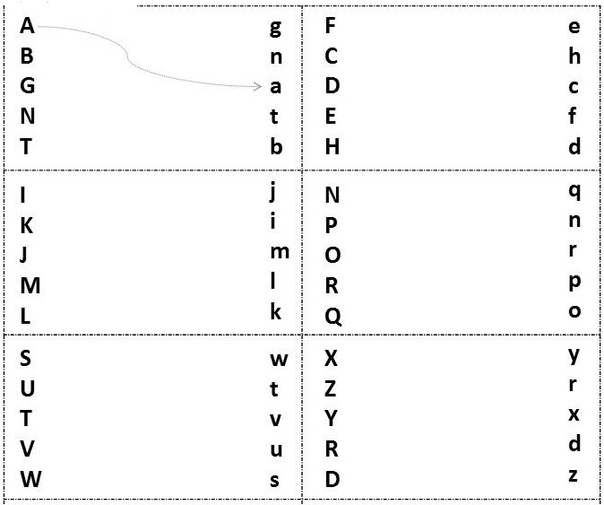 A g F e
B n C h
G a D c
N t E f
T b H d
I j N q
K i P n
J m O r
M l R p
L k Q o
S w X y
U t Z r
T v Y x
V u R d
W s D z